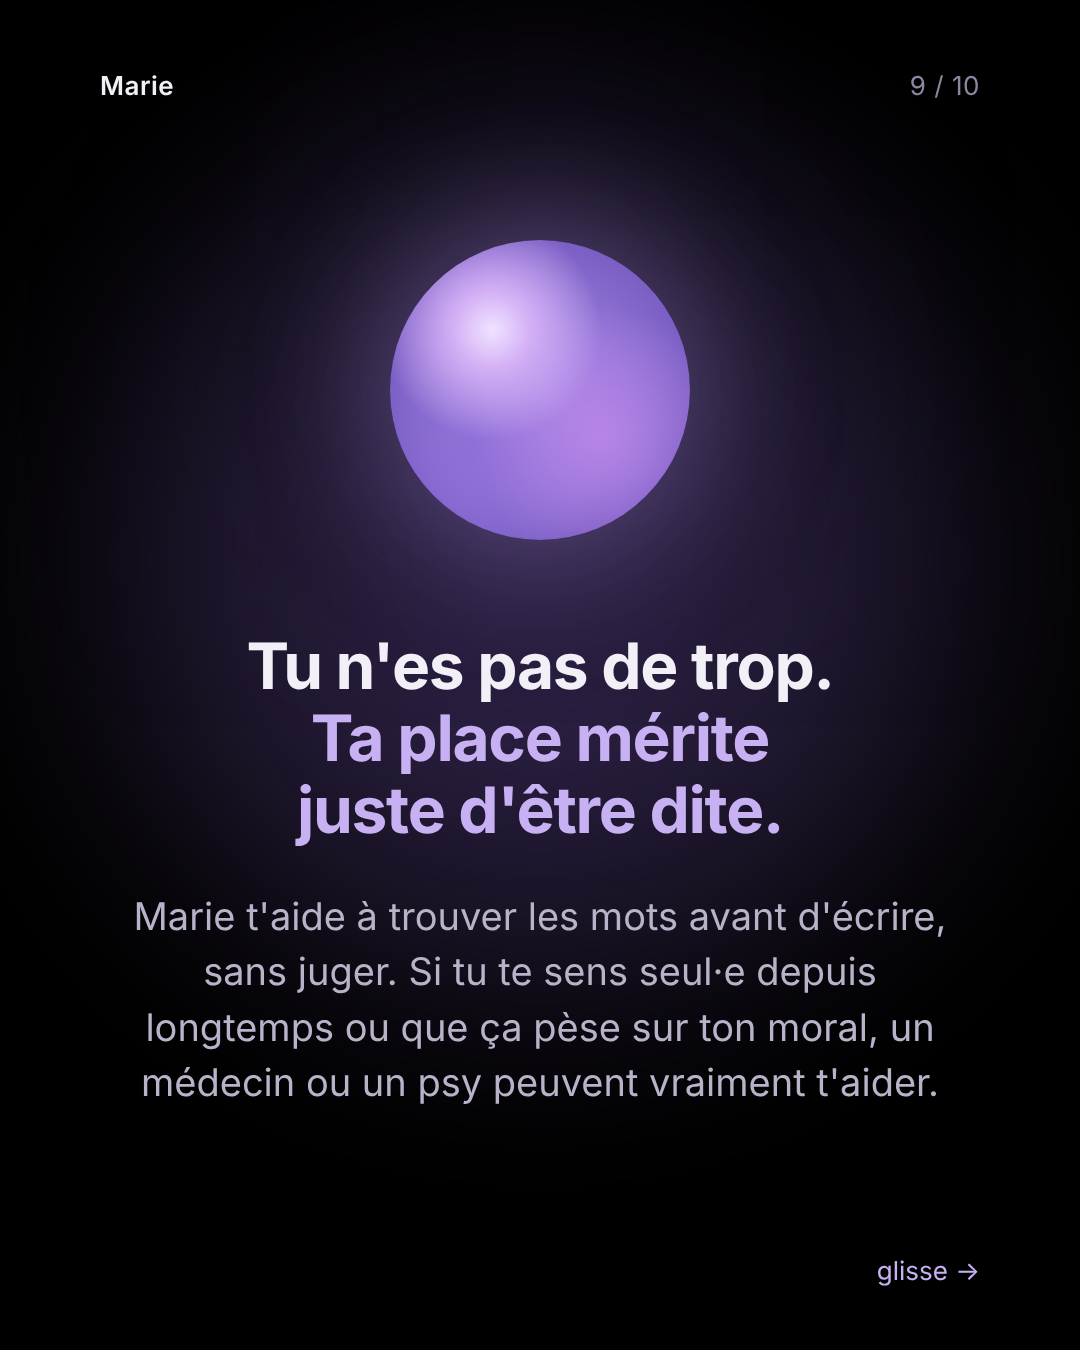 Marie
9 / 10
Tu n'es pas de trop.
Ta place mérite
juste d'être dite.
Marie t'aide à trouver les mots avant d'écrire,
sans juger. Si tu te sens seul·e depuis
longtemps ou que ça pèse sur ton moral, un
médecin ou un psy peuvent vraiment t'aider.
glisse →